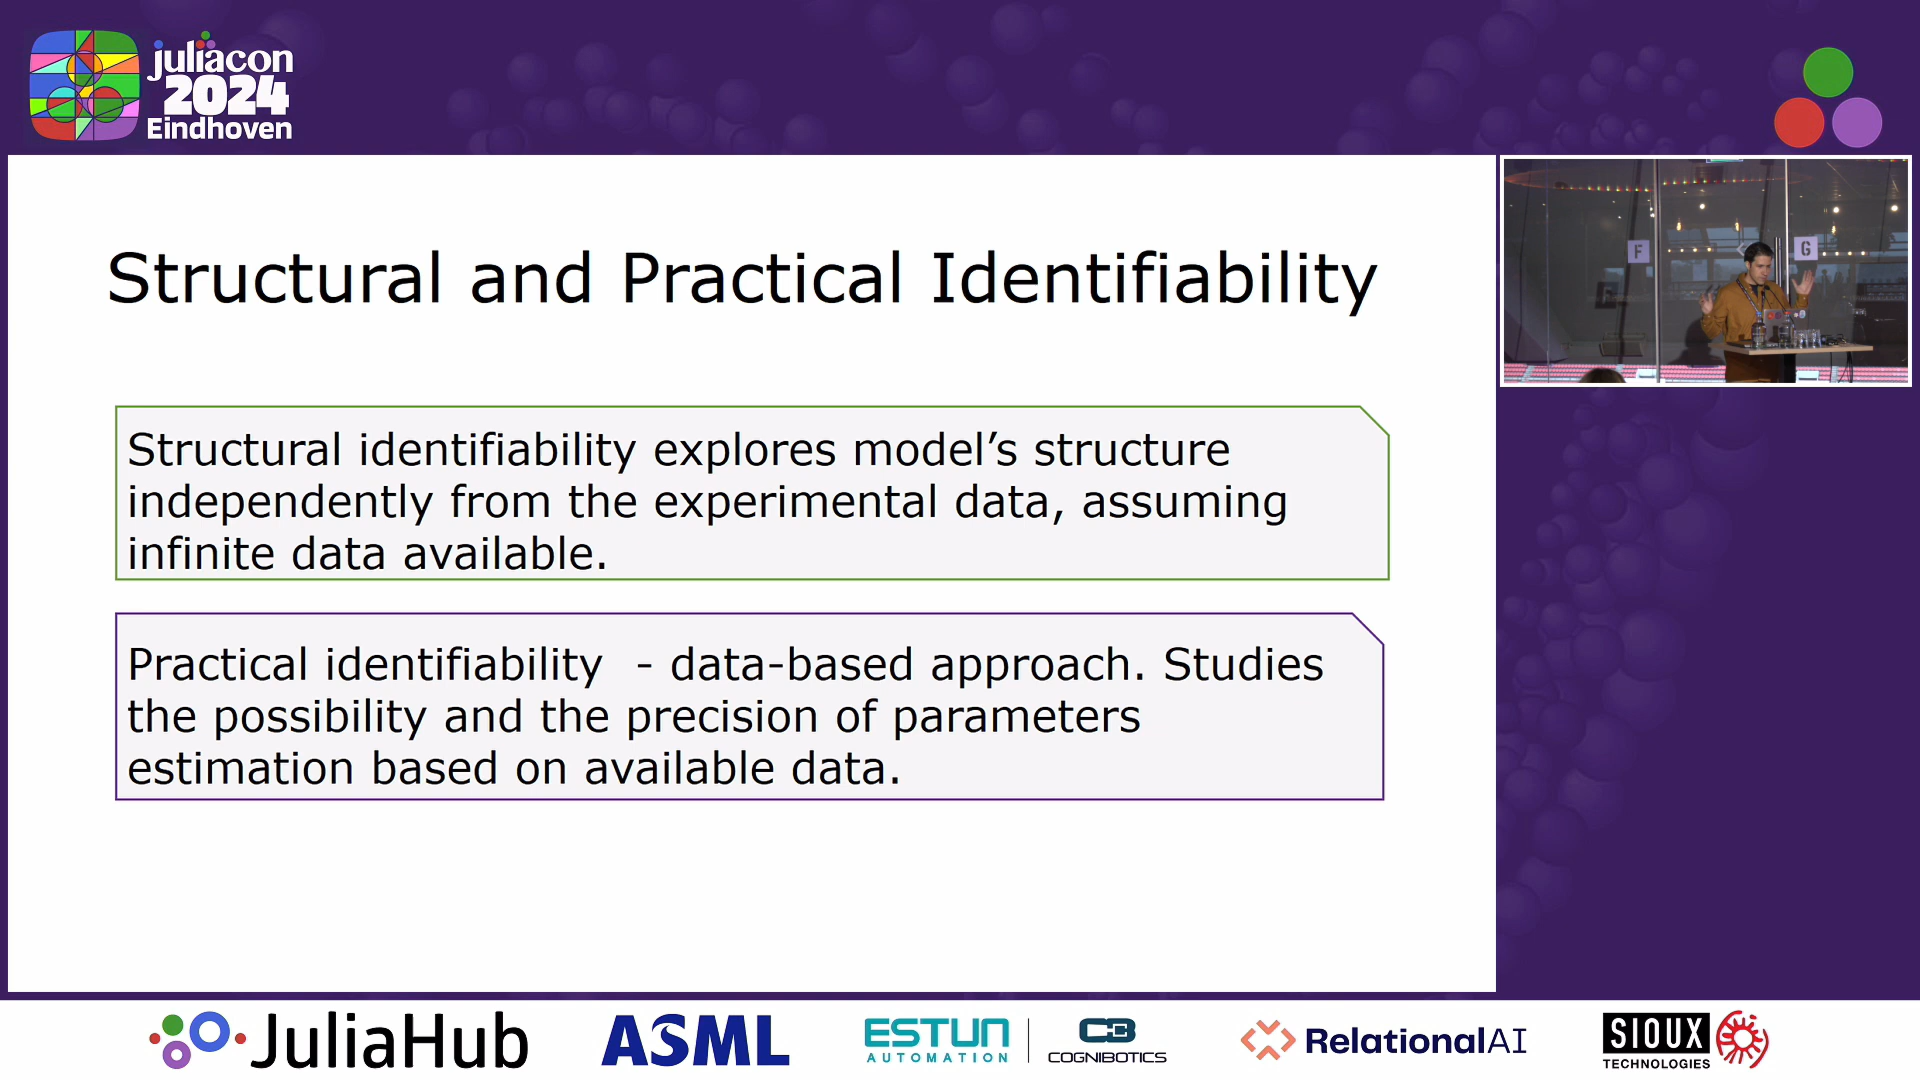 juliacon
2024
Eindhoven
Structural and Practical Identifiability
F
G
Structural identifiability explores model’s structure
independently from the experimental data, assuming
infinite data available.
Practical identifiability  - data-based approach. Studies
the possibility and the precision of parameters
estimation based on available data.
JuliaHub
ASML
ESTUN
AUTOMATION
COGNIBOTICS
RelationalAI
SIOUX
TECHNOLOGIES